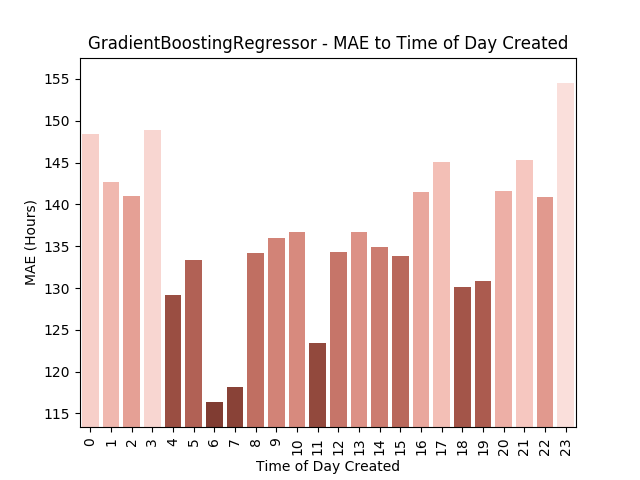 GradientBoostingRegressor - MAE to Time of Day Created
155
150
145
140
135
130
125
120
115
MAE (Hours)
0 1 2 3 4 5 6 7 8 9 10 11 12 13 14 15 16 17 18 19 20 21 22 23
Time of Day Created